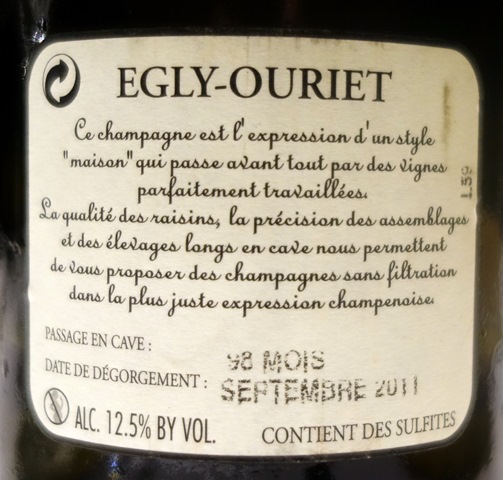 EGLY-OURIET
Ce champagne est l'expression d'un style
"maison" qui passe avant tout par des vignes
parfaitement travaillées.
La qualité des raisins, la précision des assemblages
et des élevages longs en cave nous permettent
de vous proposer des champagnes sans filtration
dans la plus juste expression champenoise.
L59
PASSAGE EN CAVE : 98 MOIS
DATE DE DÉGORGEMENT : SEPTEMBRE 2011
ALC. 12.5% BY VOL. CONTIENT DES SULFITES